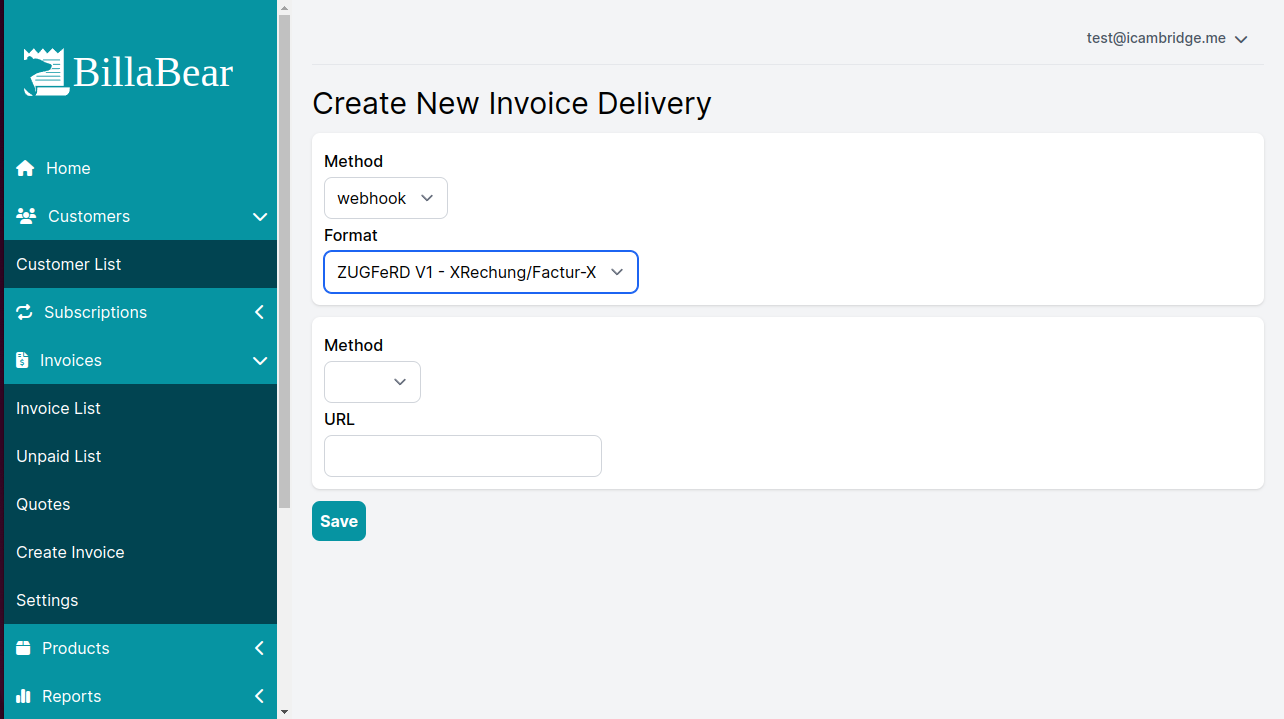 BillaBear
Home
Customers
Customer List
Subscriptions
Invoices
Invoice List
Unpaid List
Quotes
Create Invoice
Settings
Products
Reports
test@icambridge.me
Create New Invoice Delivery
Method
webhook
Format
ZUGFeRD V1 - XRechung/Factur-X
Method
URL
Save